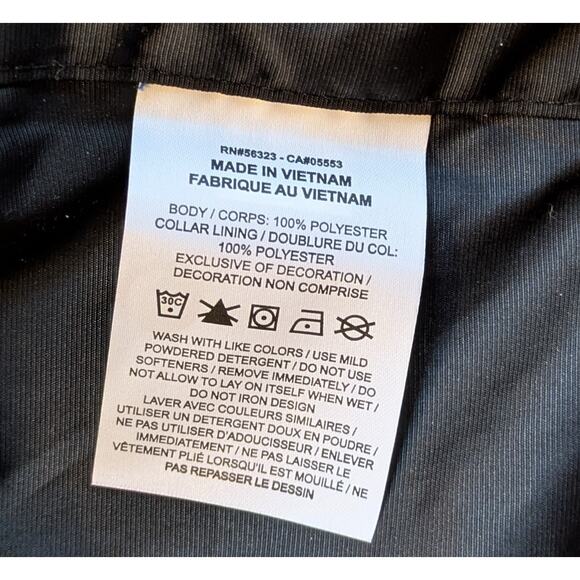 RN#56323 - CA#05553
MADE IN VIETNAM
FABRIQUE AU VIETNAM
BODY / CORPS: 100% POLYESTER
COLLAR LINING / DOUBLURE DU COL:
100% POLYESTER
EXCLUSIVE OF DECORATION /
DECORATION NON COMPRISE
30C
WASH WITH LIKE COLORS / USE MILD
POWDERED DETERGENT / DO NOT USE
SOFTENERS / REMOVE IMMEDIATELY / DO
NOT ALLOW TO LAY ON ITSELF WHEN WET /
DO NOT IRON DESIGN
LAVER AVEC COULEURS SIMILAIRES /
UTILISER UN DETERGENT DOUX EN POUDRE /
NE PAS UTILISER D'ADOUCISEUR / ENLEVER
IMMEDIATEMENT / NE PAS LAISSER LE
VÊTEMENT PLIÉ LORSQU'IL EST MOUILLÉ / NE
PAS REPASSER LE DESSIN